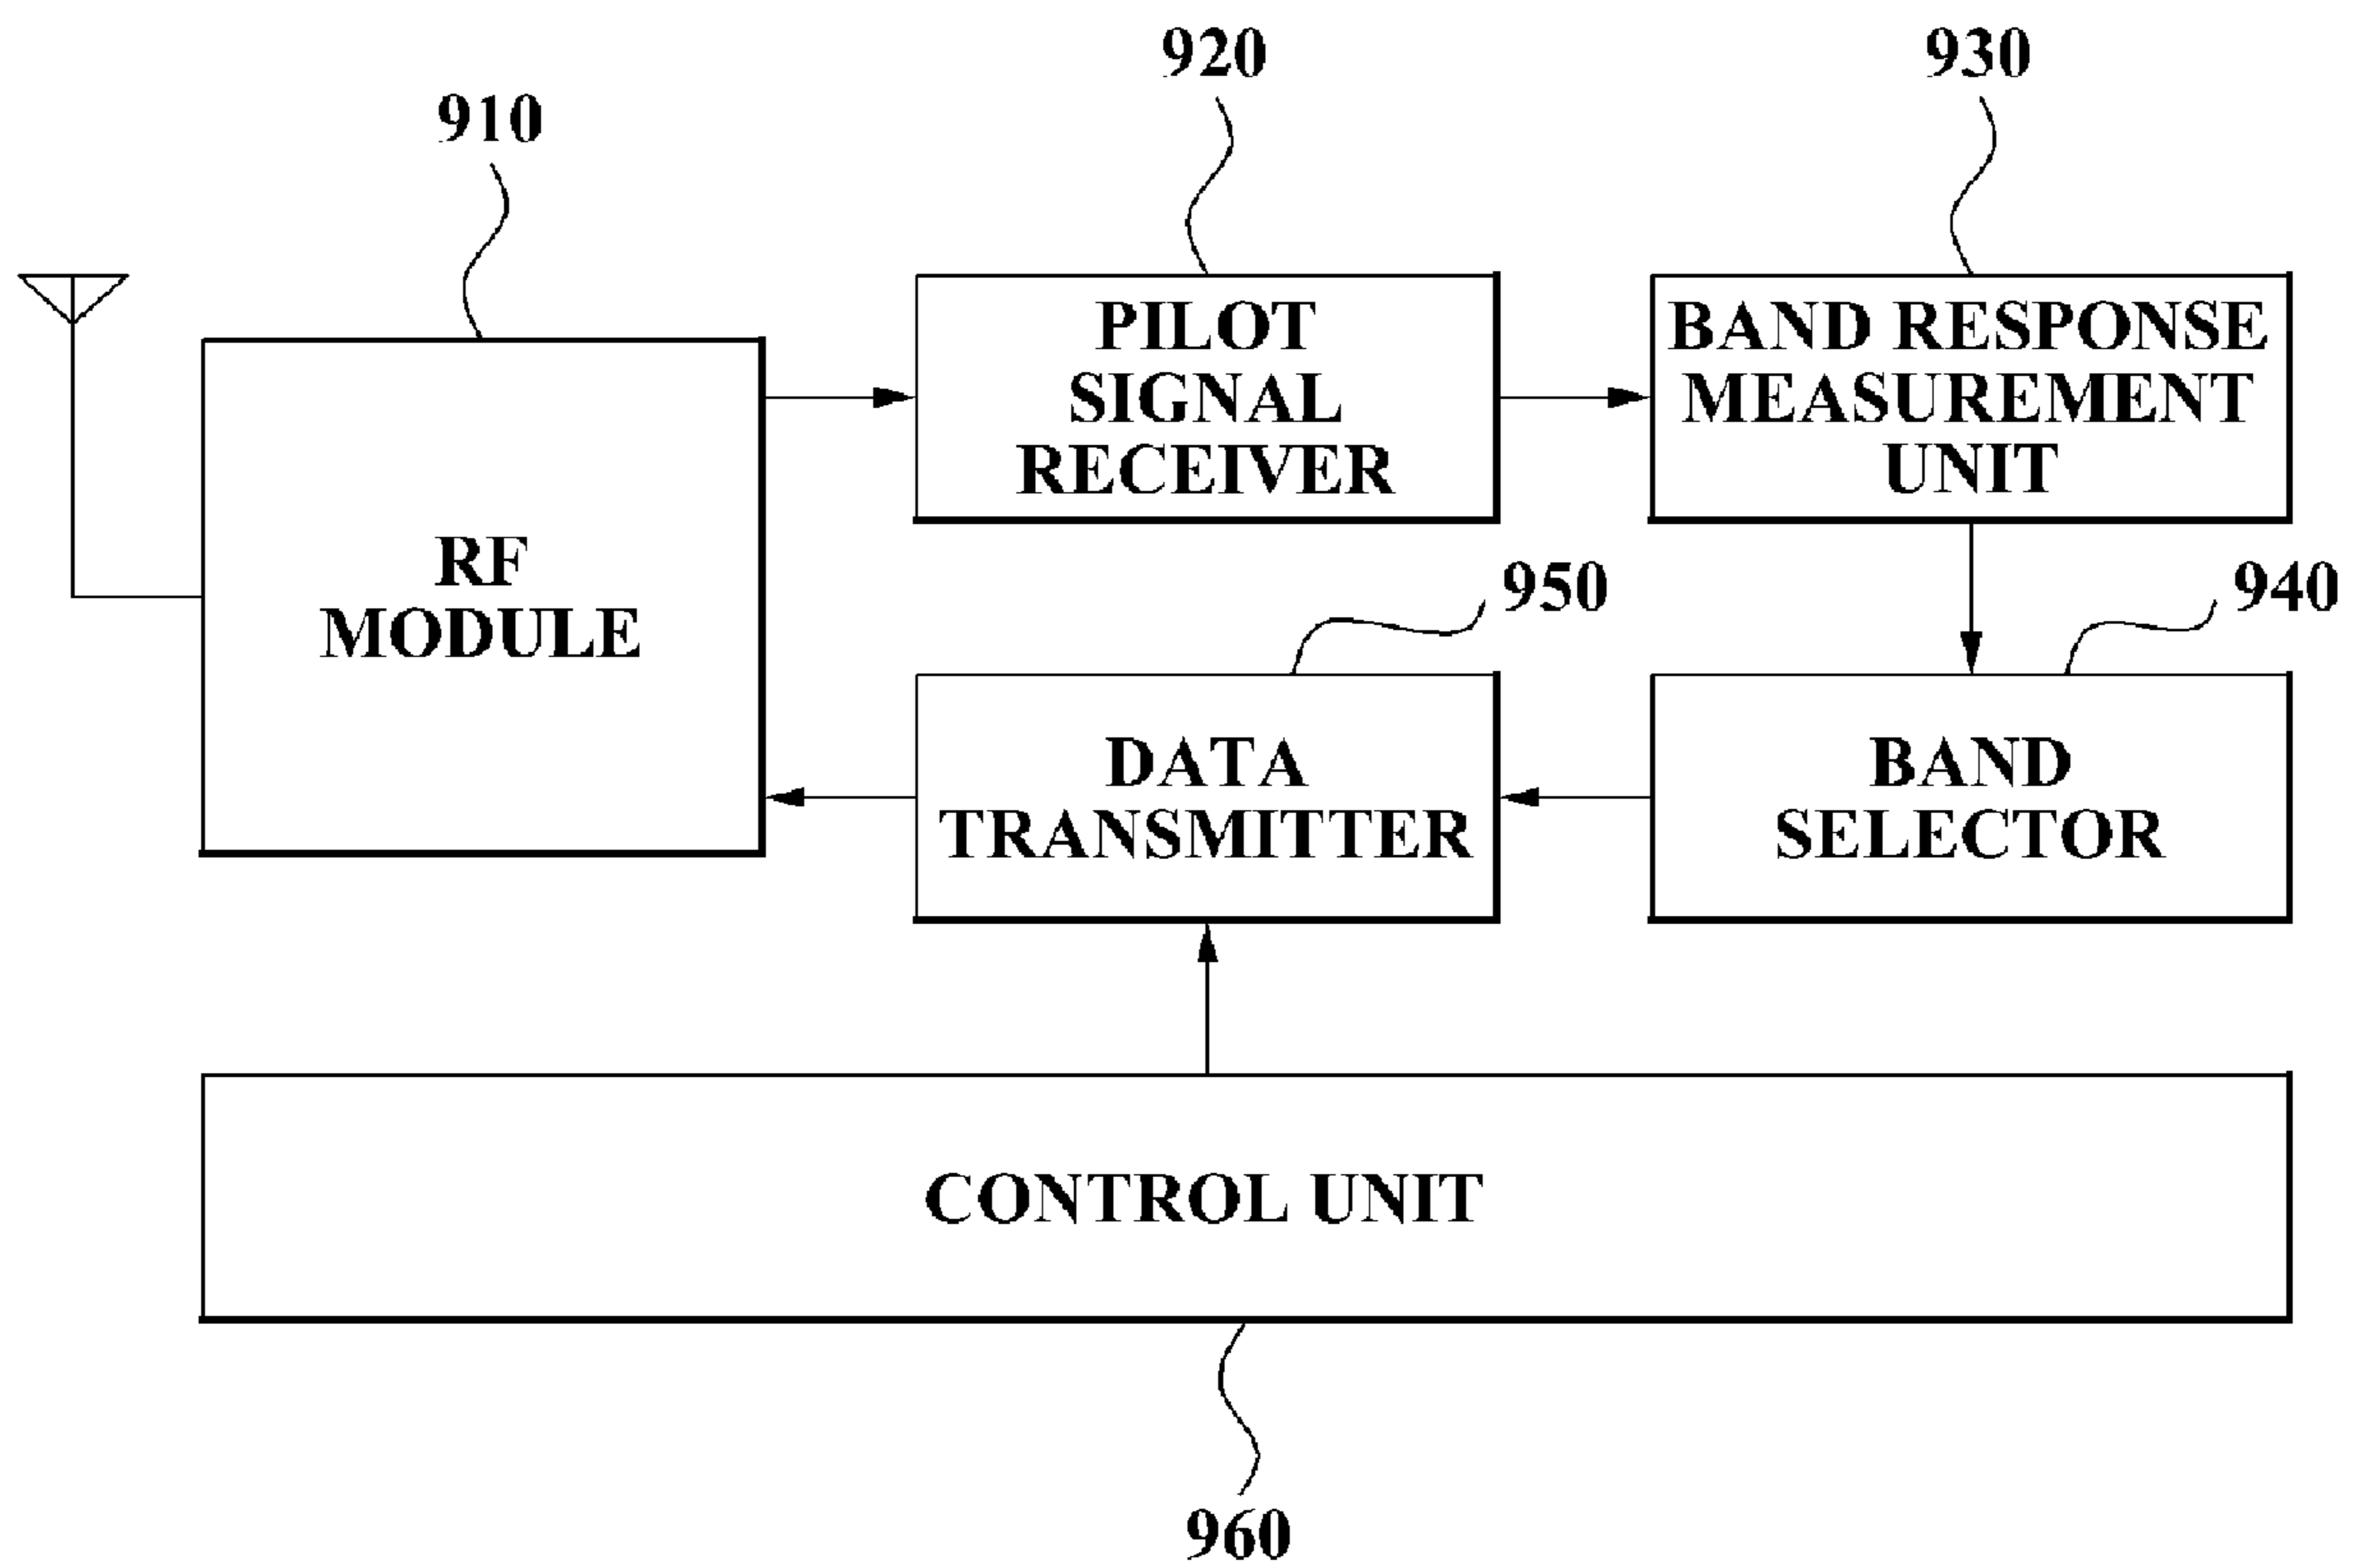 920
930
910
PILOT
SIGNAL
RECEIVER
BAND RESPONSE
MEASUREMENT
UNIT
RF
MODULE
950
940
DATA
TRANSMITTER
BAND
SELECTOR
CONTROL UNIT
960